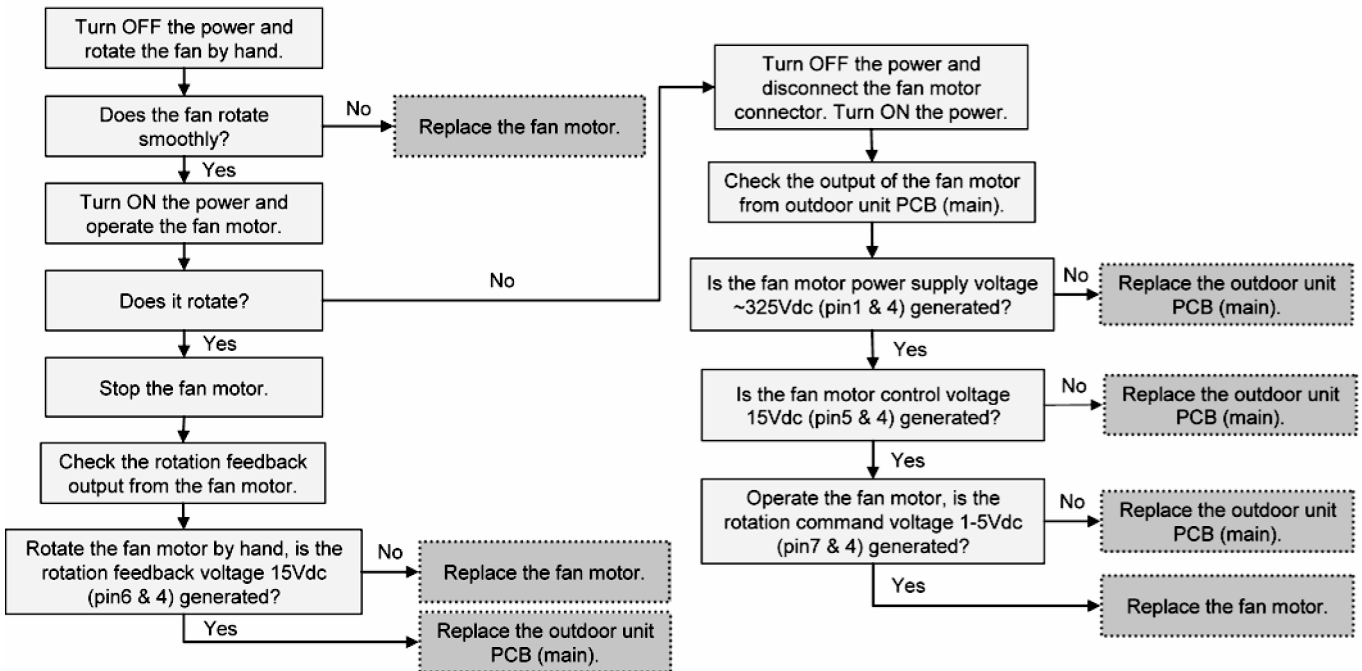 Turn OFF the power and
rotate the fan by hand.
Does the fan rotate
smoothly?
No
Replace the fan motor.
Yes
Turn ON the power and
operate the fan motor.
Does it rotate?
No
Yes
Stop the fan motor.
Check the rotation feedback
output from the fan motor.
Rotate the fan motor by hand, is the
rotation feedback voltage 15Vdc
(pin6 & 4) generated?
No
Replace the fan motor.
Yes
Replace the outdoor unit
PCB (main).
Turn OFF the power and
disconnect the fan motor
connector. Turn ON the power.
Check the output of the fan motor
from outdoor unit PCB (main).
Is the fan motor power supply voltage
~325Vdc (pin1 & 4) generated?
No
Replace the outdoor unit
PCB (main).
Yes
Is the fan motor control voltage
15Vdc (pin5 & 4) generated?
No
Replace the outdoor unit
PCB (main).
Yes
Operate the fan motor, is the
rotation command voltage 1-5Vdc
(pin7 & 4) generated?
No
Replace the outdoor unit
PCB (main).
Yes
Replace the fan motor.